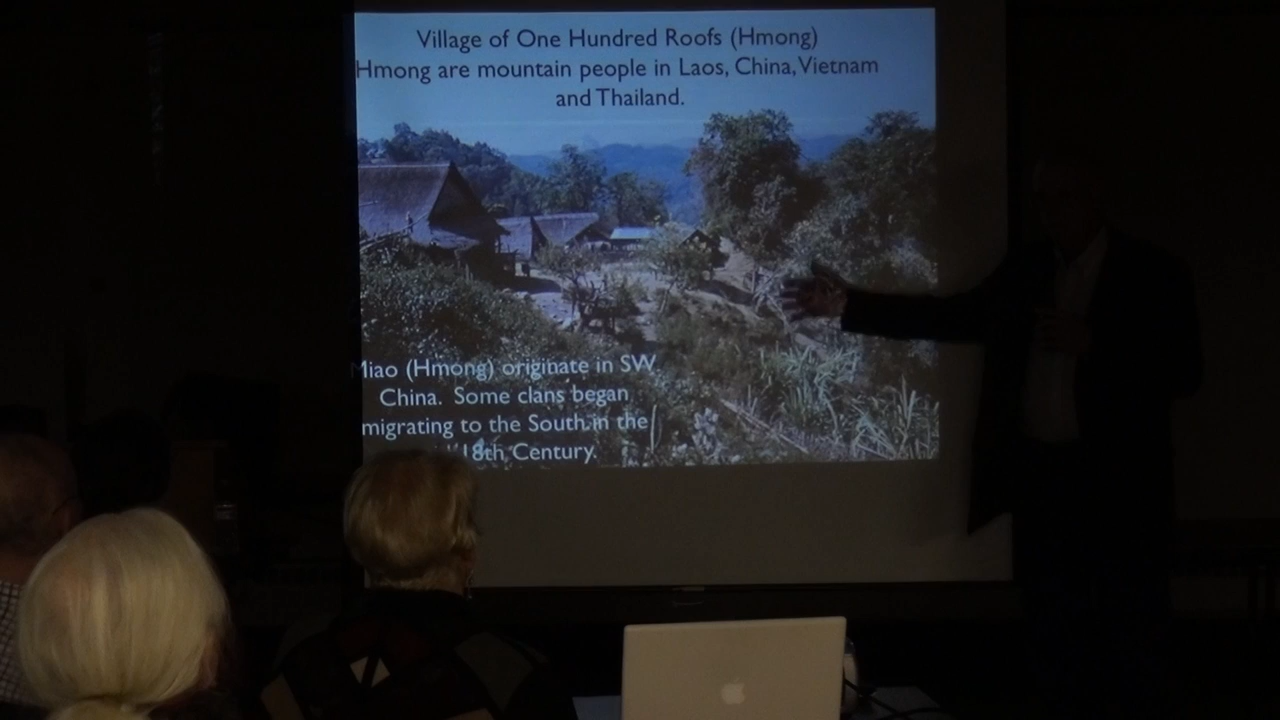 Village of One Hundred Roofs (Hmong)
Hmong are mountain people in Laos, China, Vietnam
and Thailand.
Miao (Hmong) originate in SW
China. Some clans began
migrating to the South in the
18th Century.